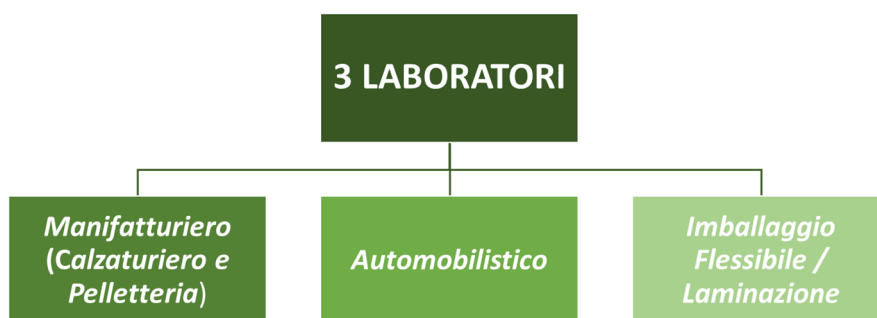 3 LABORATORI
Manifatturiero
(Calzaturiero e
Pelletteria)
Automobilistico
Imballaggio
Flessibile /
Laminazione